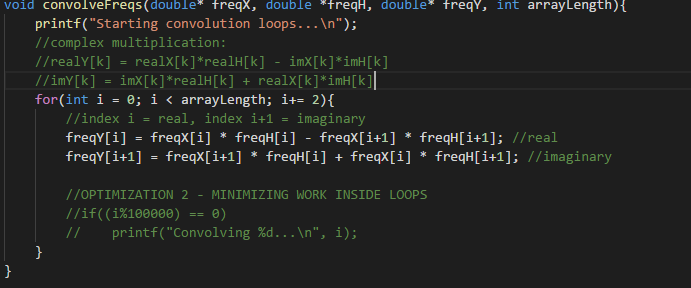 void convolveFreqs(double* freqX, double *freqH, double* freqY, int arrayLength){
    printf("Starting convolution loops...\n");
    //complex multiplication:
    //realY[k] = realX[k]*realH[k] - imX[k]*imH[k]
    //imY[k] = imX[k]*realH[k] + realX[k]*imH[k]
    for(int i = 0; i < arrayLength; i+= 2){
        //index i = real, index i+1 = imaginary
        freqY[i] = freqX[i] * freqH[i] - freqX[i+1] * freqH[i+1]; //real
        freqY[i+1] = freqX[i+1] * freqH[i] + freqX[i] * freqH[i+1]; //imaginary

        //OPTIMIZATION 2 - MINIMIZING WORK INSIDE LOOPS
        //if((i%100000) == 0)
        //    printf("Convolving %d...\n", i);
    }
}